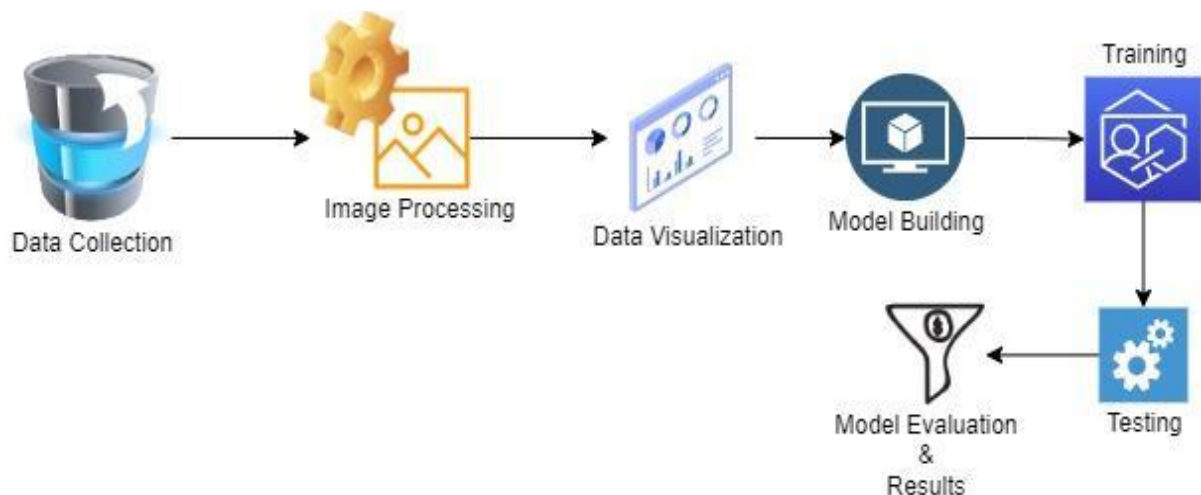 Data Collection
Image Processing
Data Visualization
Model Building
Training
Testing
Model Evaluation
&
Results